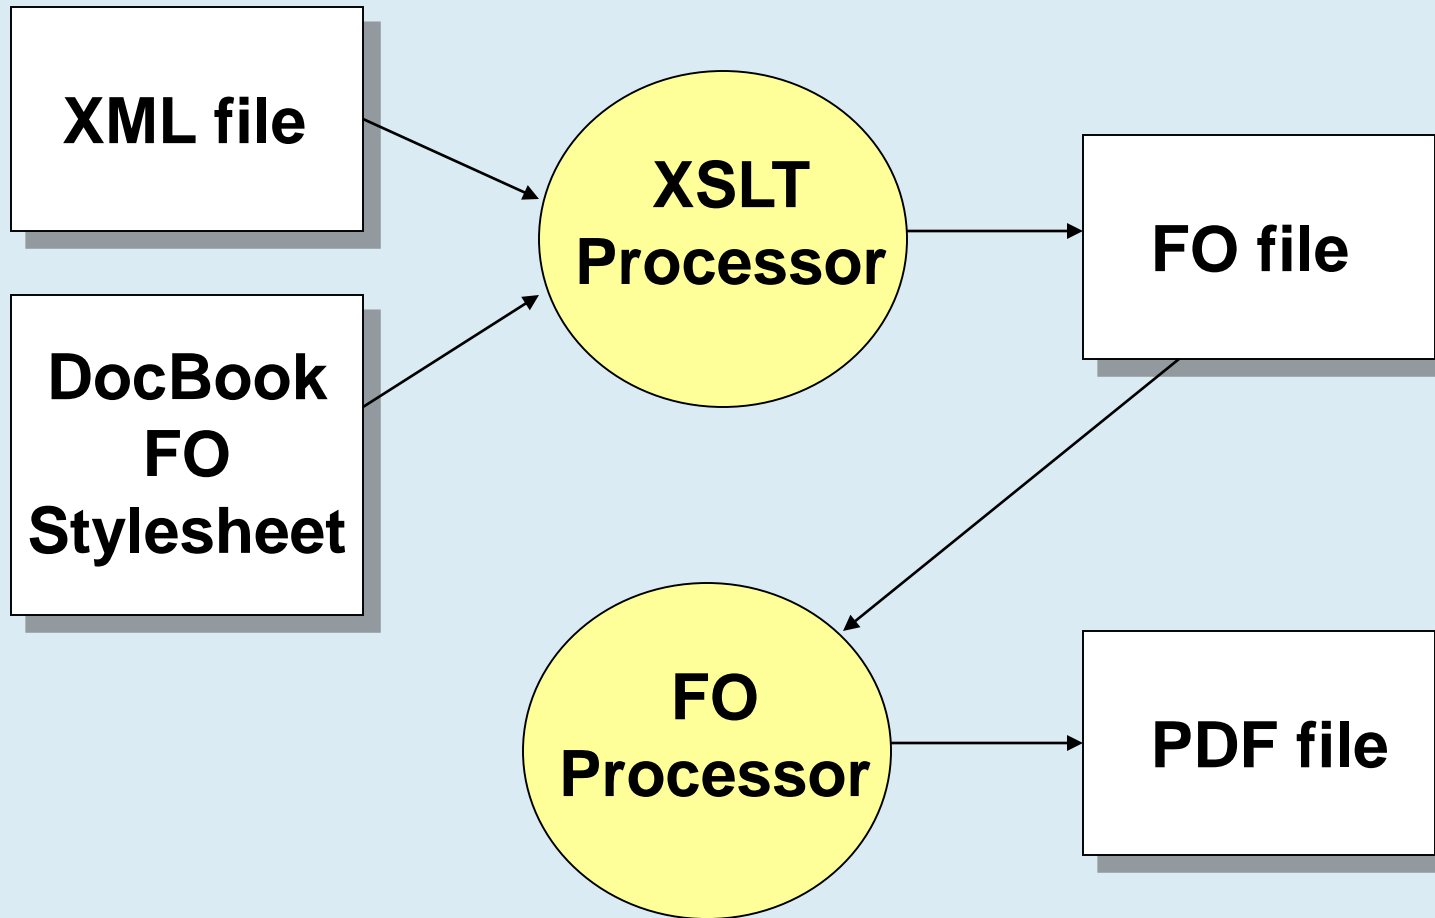 XML file
XSLT
Processor
FO file
DocBook
FO
Stylesheet
FO
Processor
PDF file